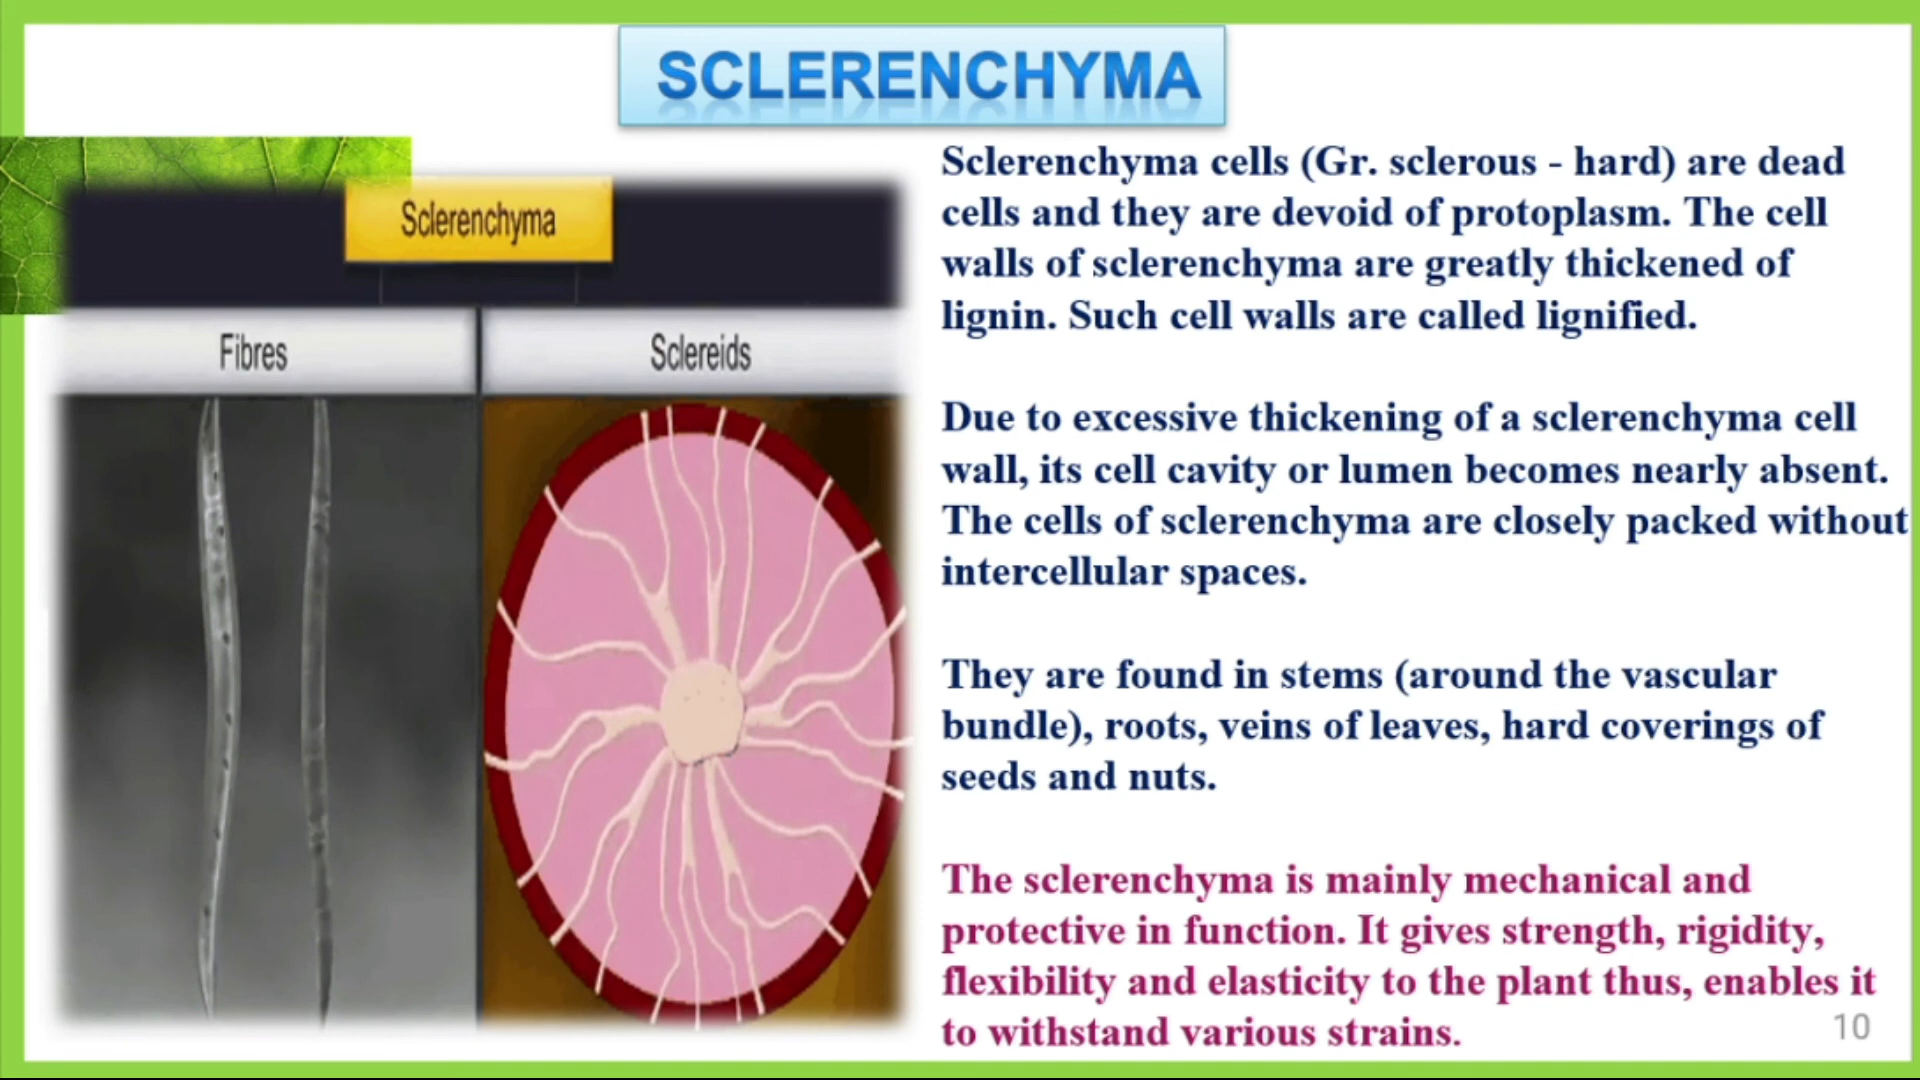 SCLERENCHYMA
Sclerenchyma
Fibres
Sclereids
Sclerenchyma cells (Gr. sclerous - hard) are dead
cells and they are devoid of protoplasm. The cell
walls of sclerenchyma are greatly thickened of
lignin. Such cell walls are called lignified.
Due to excessive thickening of a sclerenchyma cell
wall, its cell cavity or lumen becomes nearly absent.
The cells of sclerenchyma are closely packed without
intercellular spaces.
They are found in stems (around the vascular
bundle), roots, veins of leaves, hard coverings of
seeds and nuts.
The sclerenchyma is mainly mechanical and
protective in function. It gives strength, rigidity,
flexibility and elasticity to the plant thus, enables it
to withstand various strains.
10